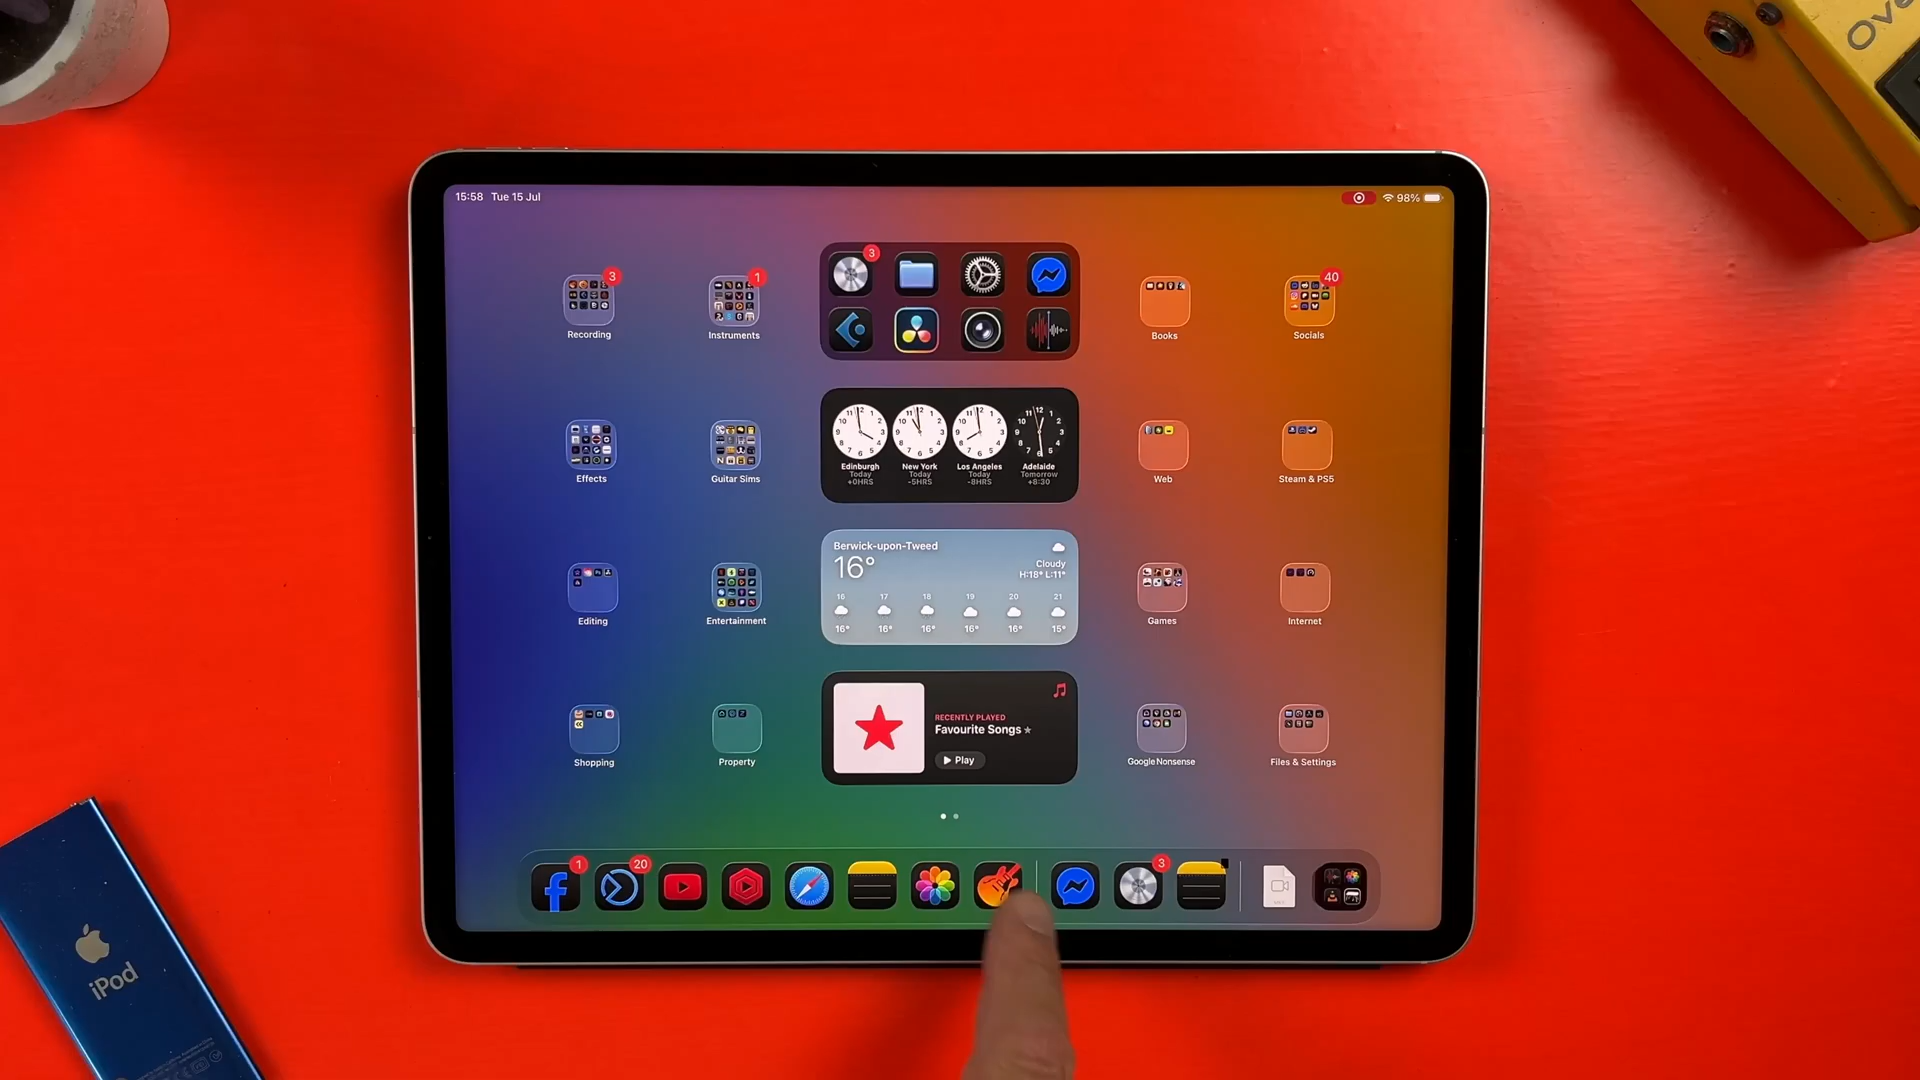 Ove
15:58 Tue 15 Jul
98%
3
1
3
40
Recording
Instruments
Books
Socials
Edinburgh
New York
Los Angeles
Adelaide
Today
Today
Today
Tomorrow
+0HRS
-5HRS
-8HRS
+8:30
Effects
Guitar Sims
Web
Steam & PS5
Berwick-upon-Tweed
16°
Cloudy
H:18° L:11°
16 17 18 19 20 21
16° 16° 16° 16° 16° 15°
Editing
Entertainment
Games
Internet
RECENTLY PLAYED
Favourite Songs ★
Play
Shopping
Property
Google Nonsense
Files & Settings
1
20
3
iPod